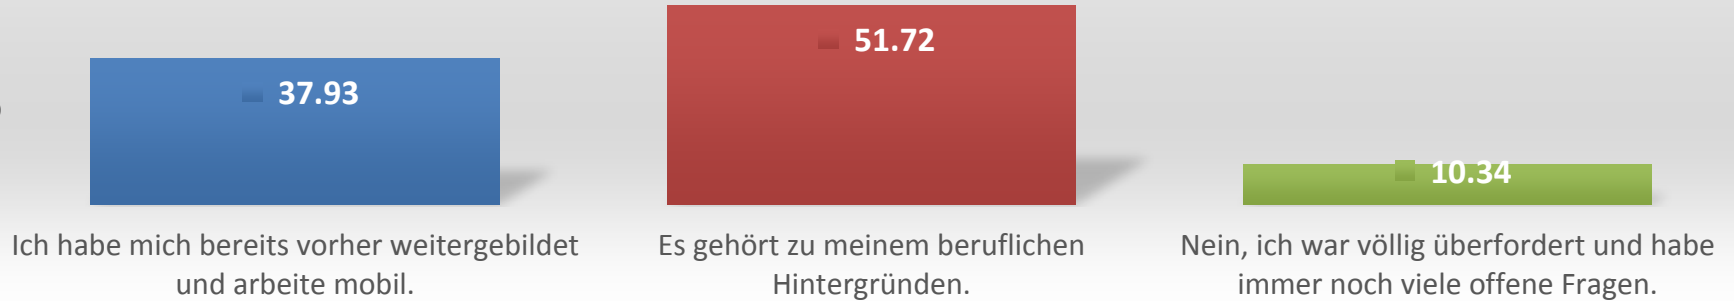 37.93
51.72
10.34
Ich habe mich bereits vorher weitergebildet
und arbeite mobil.
Es gehört zu meinem beruflichen
Hintergründen.
Nein, ich war völlig überfordert und habe
immer noch viele offene Fragen.